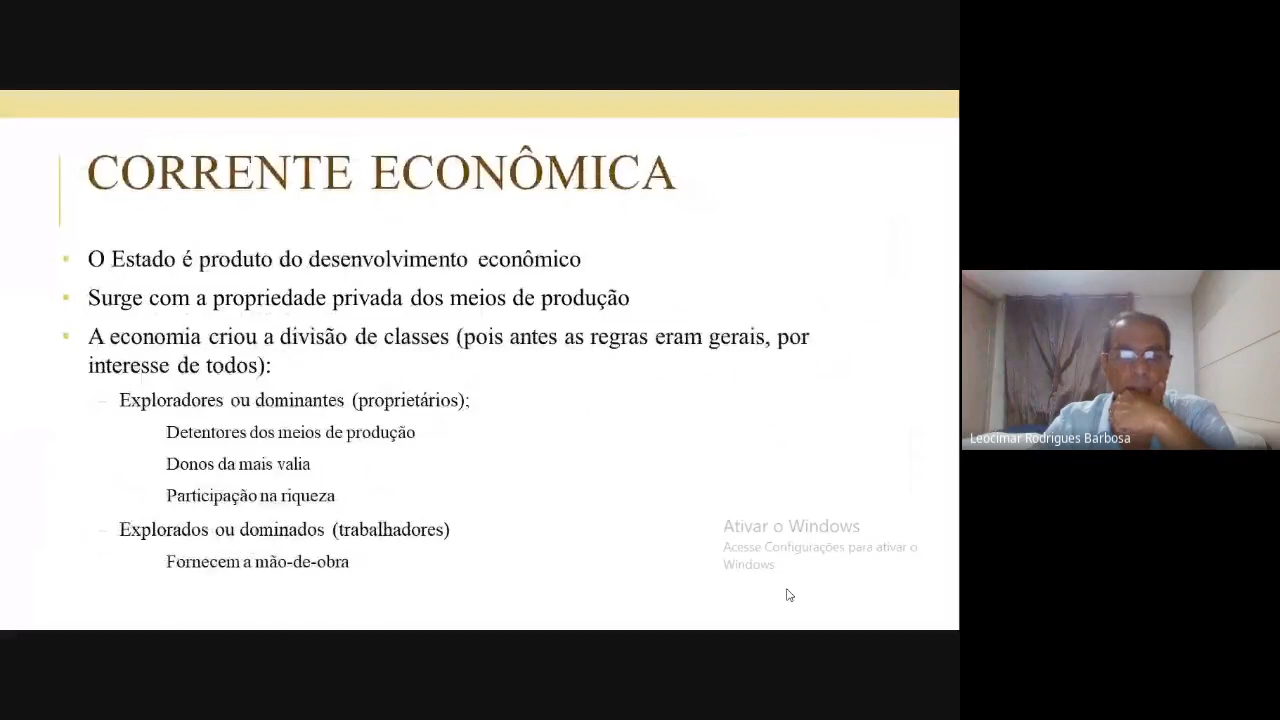 CORRENTE ECONÔMICA
▪ O Estado é produto do desenvolvimento econômico
▪ Surge com a propriedade privada dos meios de produção
▪ A economia criou a divisão de classes (pois antes as regras eram gerais, por
interesse de todos):
– Exploradores ou dominantes (proprietários);
Detentores dos meios de produção
Donos da mais valia
Participação na riqueza
– Explorados ou dominados (trabalhadores)
Fornecem a mão-de-obra
Ativar o Windows
Acesse Configurações para ativar o
Windows
Leocimar Rodrigues Barbosa